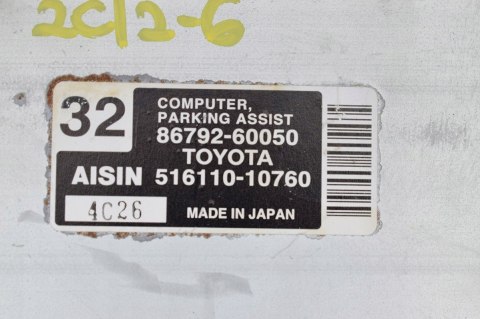 2C12-6
32
COMPUTER,
PARKING ASSIST
86792-60050
TOYOTA
AISIN 516110-10760
4C26
MADE IN JAPAN